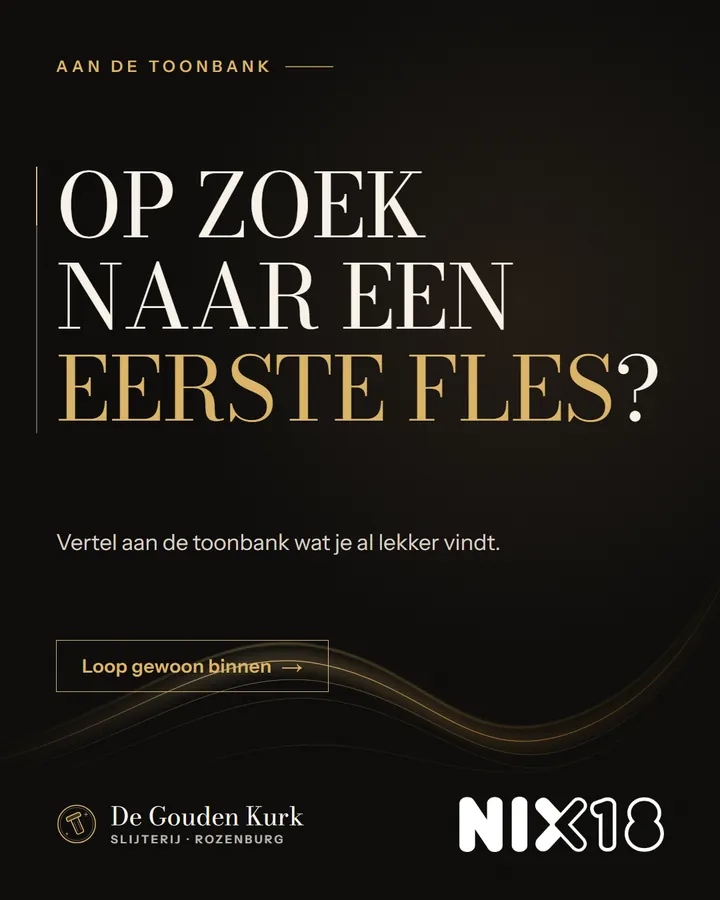 AAN DE TOONBANK
OP ZOEK
NAAR EEN
EERSTE FLES?
Vertel aan de toonbank wat je al lekker vindt.
Loop gewoon binnen →
De Gouden Kurk
SLIJTERIJ · ROZENBURG
NIX18